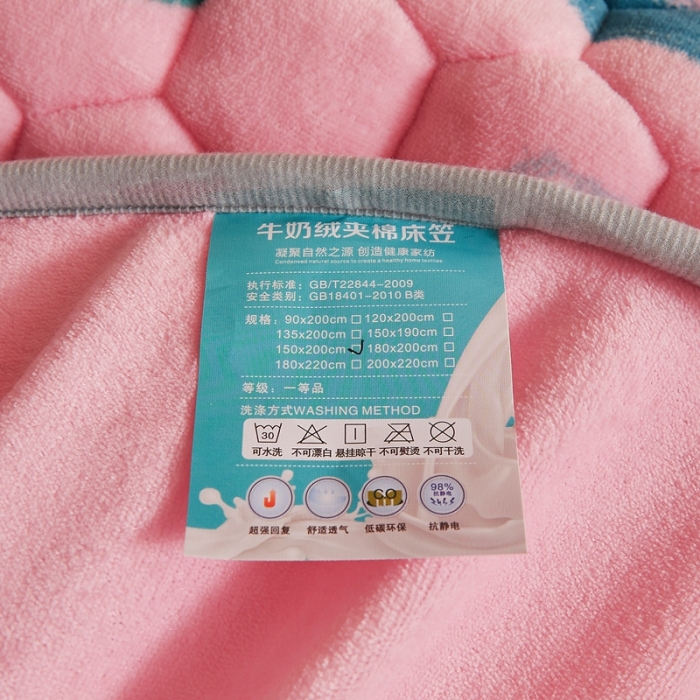 牛奶绒夹棉床笠
凝聚自然之源 创造健康家纺
Condensed natural source to create a healthy home textiles
执行标准：GB/T22844-2009
安全类别：GB18401-2010 B类
规格：90x200cm □ 120x200cm □
135x200cm □ 150x190cm □
150x200cm □ 180x200cm □
180x220cm □ 200x220cm □
等级：一等品
洗涤方式WASHING METHOD
30
可水洗 不可漂白 悬挂晾干 不可熨烫 不可干洗
J CO 98%
抗静电
超强回复 舒适透气 低碳环保 抗静电